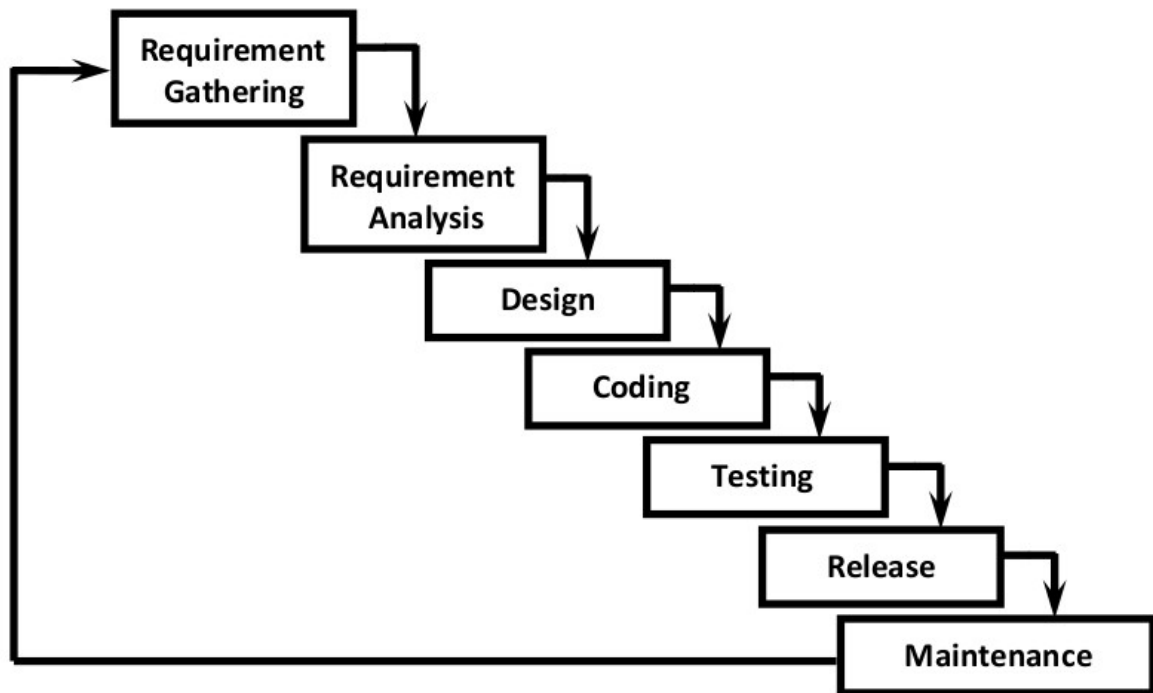 Requirement
Gathering
Requirement
Analysis
Design
Coding
Testing
Release
Maintenance